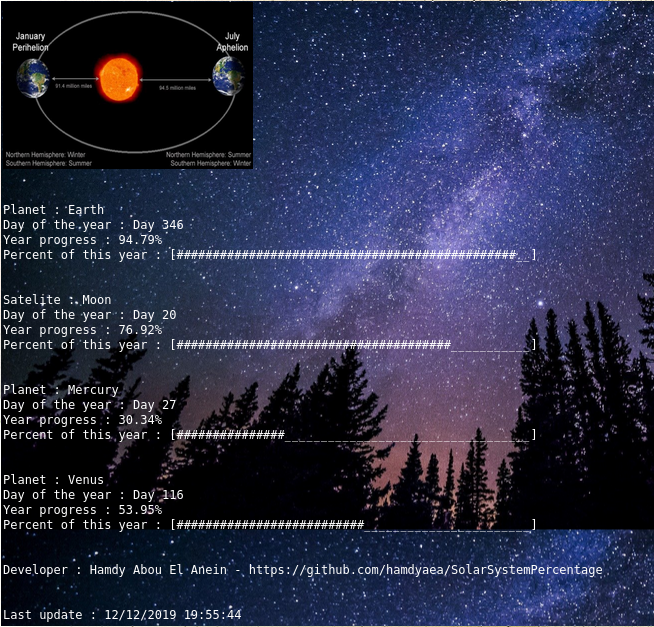 January
Perihelion
July
Aphelion
91.4 million miles
94.5 million miles
Northern Hemisphere: Winter
Southern Hemisphere: Summer
Northern Hemisphere: Summer
Southern Hemisphere: Winter
Planet : Earth
Day of the year : Day 346
Year progress : 94.79%
Percent of this year : [###############################################__]
Satelite : Moon
Day of the year : Day 20
Year progress : 76.92%
Percent of this year : [######################################___________]
Planet : Mercury
Day of the year : Day 27
Year progress : 30.34%
Percent of this year : [###############__________________________________]
Planet : Venus
Day of the year : Day 116
Year progress : 53.95%
Percent of this year : [##########################_______________________]
Developer : Hamdy Abou El Anein - https://github.com/hamdyaea/SolarSystemPercentage
Last update : 12/12/2019 19:55:44